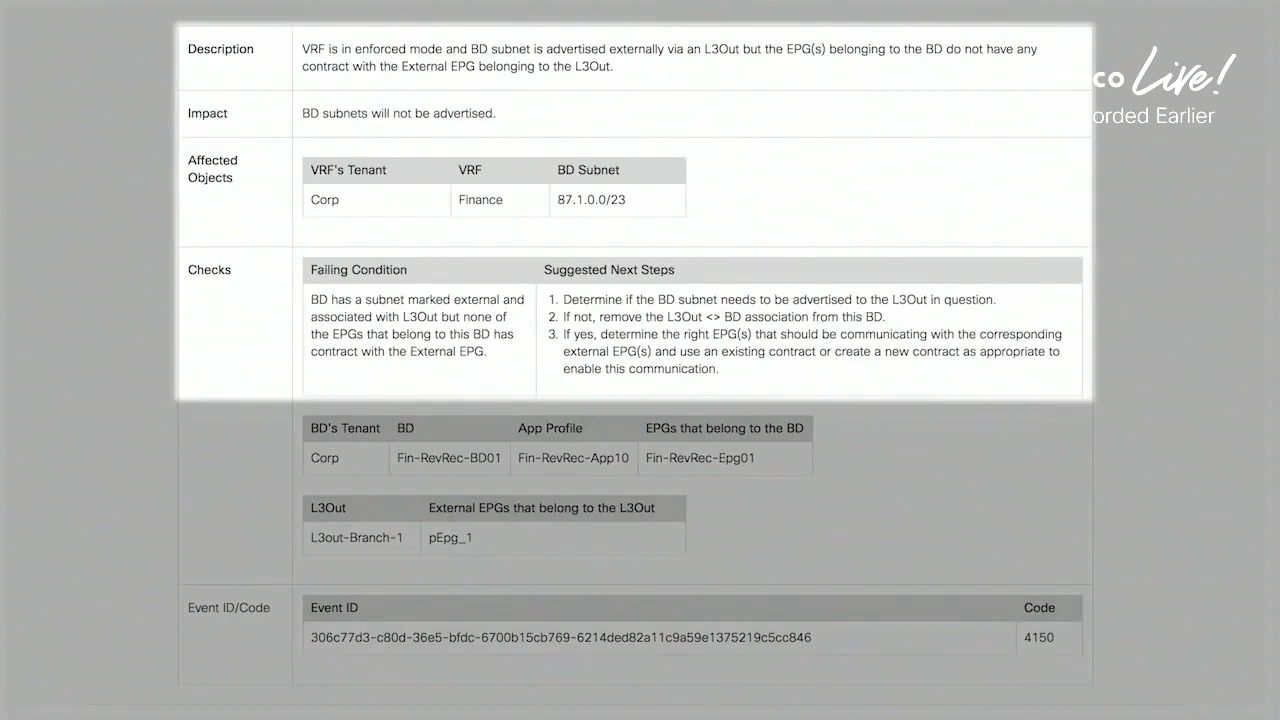 Description
VRF is in enforced mode and BD subnet is advertised externally via an L3Out but the EPG(s) belonging to the BD do not have any
contract with the External EPG belonging to the L3Out.
co Live!
orded Earlier
Impact
BD subnets will not be advertised.
Affected
Objects
VRF's Tenant VRF BD Subnet
Corp Finance 87.1.0.0/23
Checks
Failing Condition Suggested Next Steps
BD has a subnet marked external and
associated with L3Out but none of
the EPGs that belong to this BD has
contract with the External EPG.
1. Determine if the BD subnet needs to be advertised to the L3Out in question.
2. If not, remove the L3Out <> BD association from this BD.
3. If yes, determine the right EPG(s) that should be communicating with the corresponding
external EPG(s) and use an existing contract or create a new contract as appropriate to
enable this communication.
BD's Tenant BD App Profile EPGs that belong to the BD
Corp Fin-RevRec-BD01 Fin-RevRec-App10 Fin-RevRec-Epg01
L3Out External EPGs that belong to the L3Out
L3out-Branch-1 pEpg_1
Event ID/Code
Event ID Code
306c77d3-c80d-36e5-bfdc-6700b15cb769-6214ded82a11c9a59e1375219c5cc846 4150